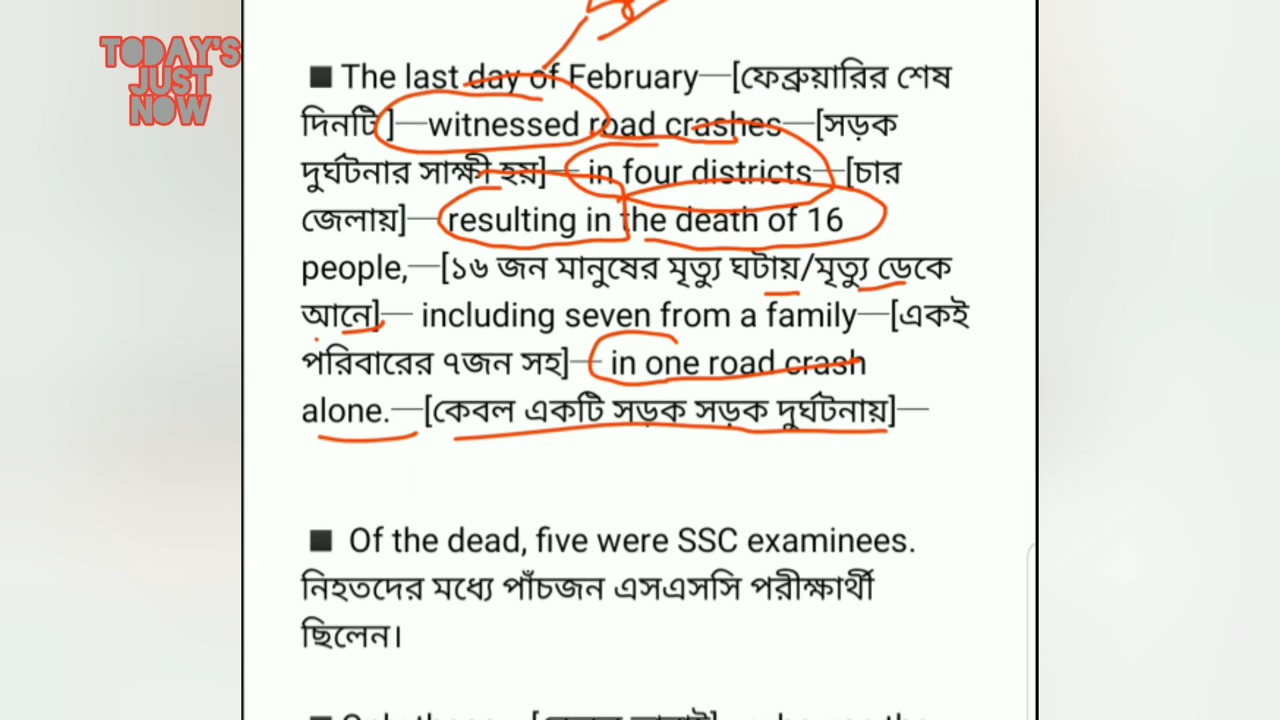 TODAY'S
JUST
NOW
■ The last day of February—[ফেব্রুয়ারির শেষ
দিনটি ]—witnessed road crashes—[সড়ক
দুর্ঘটনার সাক্ষী হয়]— in four districts—[চার
জেলায়]— resulting in the death of 16
people,—[১৬ জন মানুষের মৃত্যু ঘটায়/মৃত্যু ডেকে
আনে]— including seven from a family—[একই
পরিবারের ৭জন সহ]— in one road crash
alone.—[কেবল একটি সড়ক সড়ক দুর্ঘটনায়]—
■ Of the dead, five were SSC examinees.
নিহতদের মধ্যে পাঁচজন এসএসসি পরীক্ষার্থী
ছিলেন।